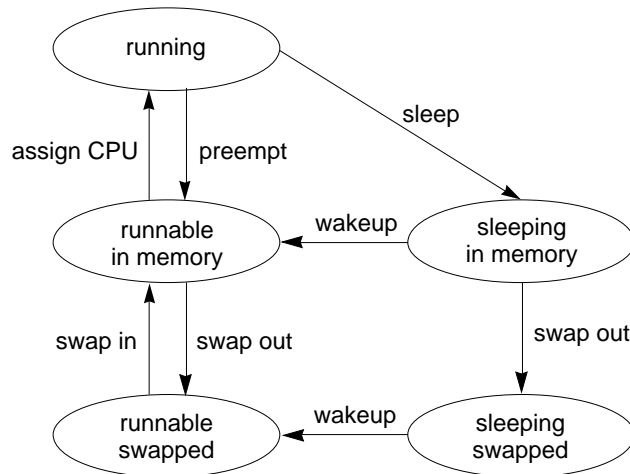 running
sleep
assign CPU
preempt
runnable
in memory
wakeup
sleeping
in memory
swap in
swap out
swap out
runnable
swapped
wakeup
sleeping
swapped